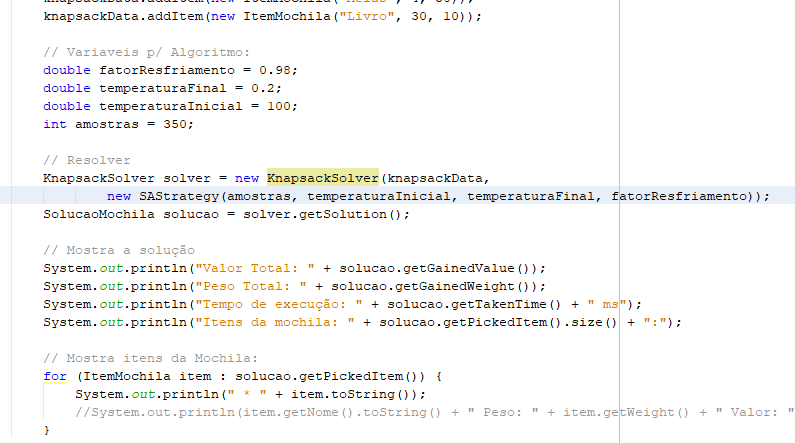 knapsackData.addItem(new ItemMochila("Livro", 30, 10));
// Variaveis p/ Algoritmo:
double fatorResfriamento = 0.98;
double temperaturaFinal = 0.2;
double temperaturaInicial = 100;
int amostras = 350;
// Resolver
KnapsackSolver solver = new KnapsackSolver(knapsackData,
new SAStrategy(amostras, temperaturaInicial, temperaturaFinal, fatorResfriamento));
SolucaoMochila solucao = solver.getSolution();
// Mostra a solução
System.out.println("Valor Total: " + solucao.getGainedValue());
System.out.println("Peso Total: " + solucao.getGainedWeight());
System.out.println("Tempo de execução: " + solucao.getTakenTime() + " ms");
System.out.println("Itens da mochila: " + solucao.getPickedItem().size() + ":");
// Mostra itens da Mochila:
for (ItemMochila item : solucao.getPickedItem()) {
System.out.println(" * " + item.toString());
//System.out.println(item.getNome().toString() + " Peso: " + item.getWeight() + " Valor: "
}